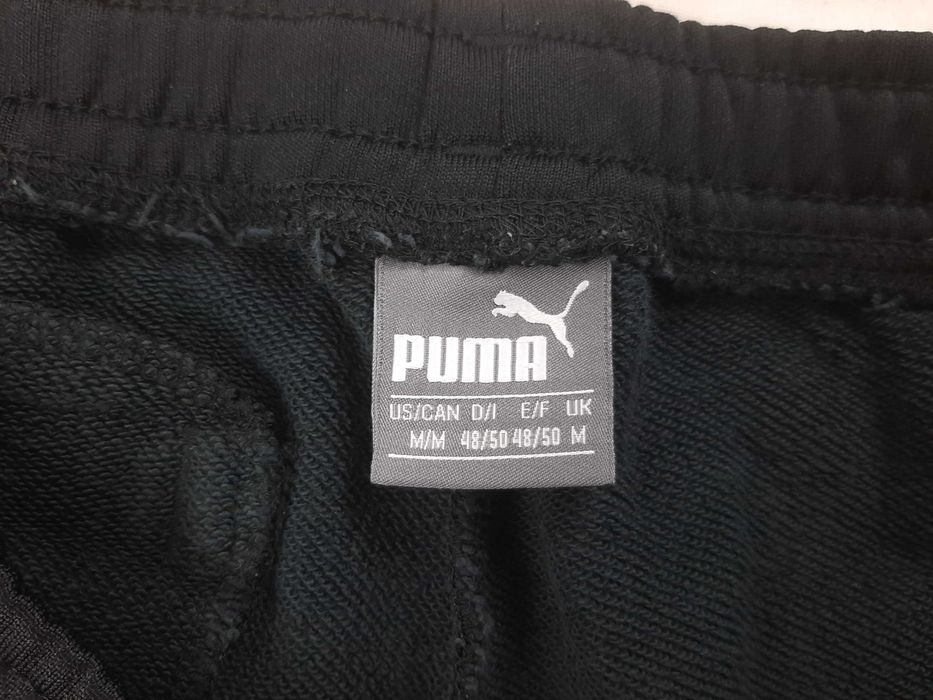 PUMA
US/CAN D/I E/F UK
M/M 48/50 48/50 M